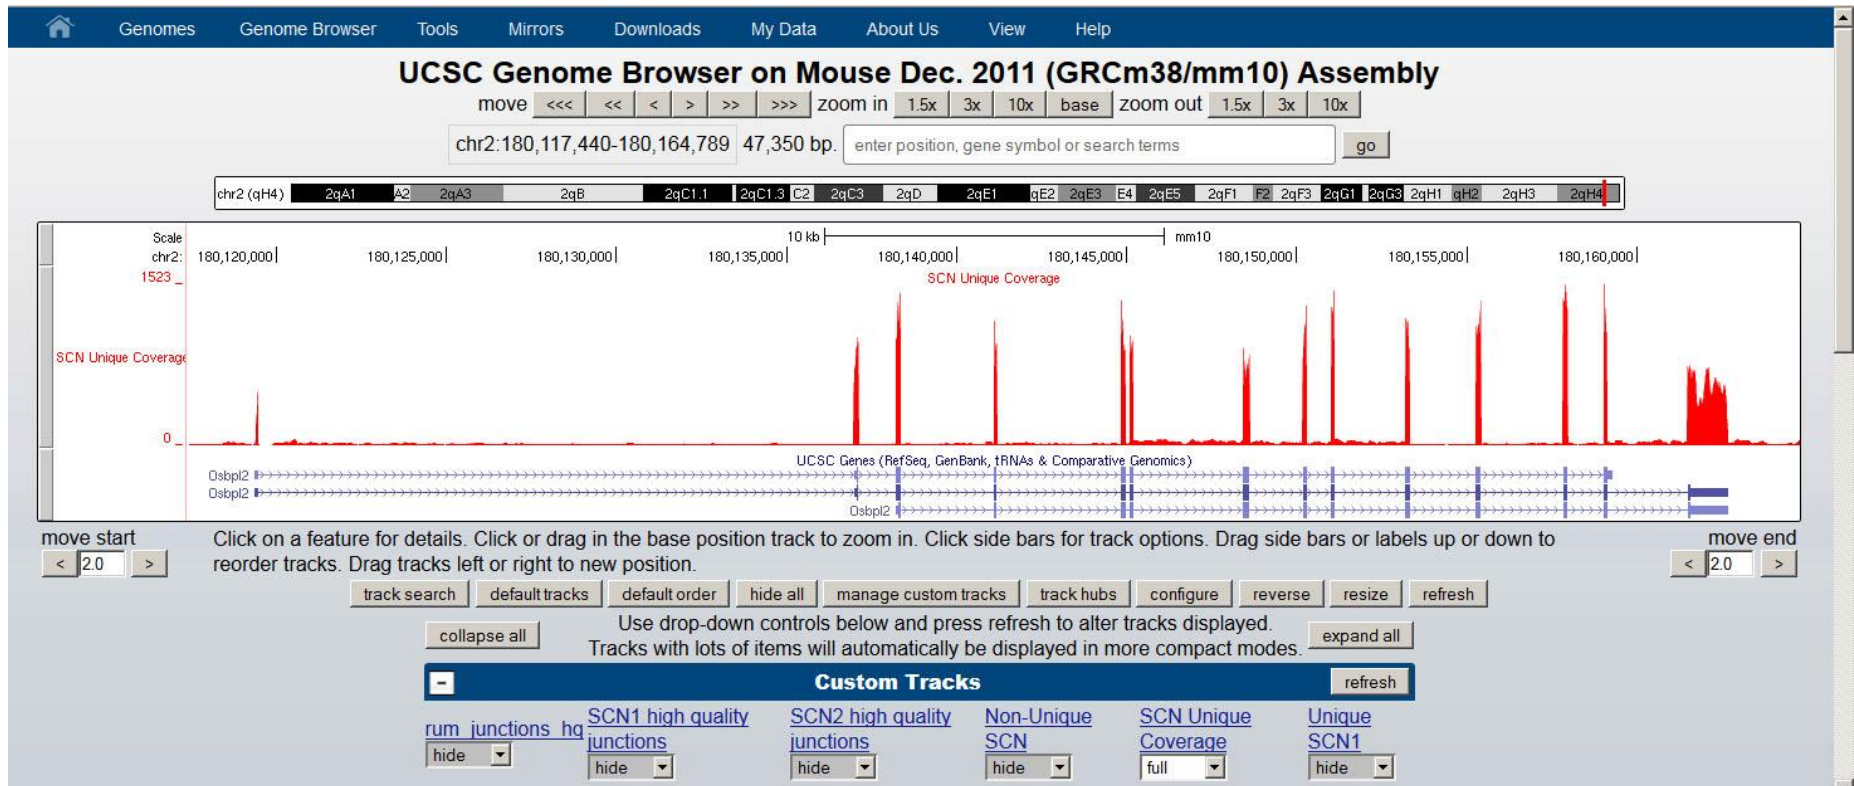 Genomes Genome Browser Tools Mirrors Downloads My Data About Us View Help
UCSC Genome Browser on Mouse Dec. 2011 (GRCm38/mm10) Assembly
move <<< << < > >> >>> zoom in 1.5x 3x 10x base zoom out 1.5x 3x 10x
chr2:180,117,440-180,164,789 47,350 bp. enter position, gene symbol or search terms go
chr2 (qH4) 2qA1 A2 2qA3 2qB 2qC1.1 2qC1.3 C2 2qC3 2qD 2qE1 qE2 2qE3 E4 2qE5 2qF1 F2 2qF3 2qG1 2qG3 2qH1 qH2 2qH3 2qH4
Scale 10 kb mm10
chr2: 180,120,000 180,125,000 180,130,000 180,135,000 180,140,000 180,145,000 180,150,000 180,155,000 180,160,000
1523 _ SCN Unique Coverage
SCN Unique Coverage
0 _
UCSC Genes (RefSeq, GenBank, tRNAs & Comparative Genomics)
Osbpl2
Osbpl2
Osbpl2
move start Click on a feature for details. Click or drag in the base position track to zoom in. Click side bars for track options. Drag side bars or labels up or down to move end
< 2.0 > reorder tracks. Drag tracks left or right to new position. < 2.0 >
track search default tracks default order hide all manage custom tracks track hubs configure reverse resize refresh
collapse all Use drop-down controls below and press refresh to alter tracks displayed. expand all
Tracks with lots of items will automatically be displayed in more compact modes.
- Custom Tracks refresh
rum_junctions_hq SCN1 high quality SCN2 high quality Non-Unique SCN Unique Unique
junctions junctions SCN Coverage SCN1
hide hide hide hide full hide